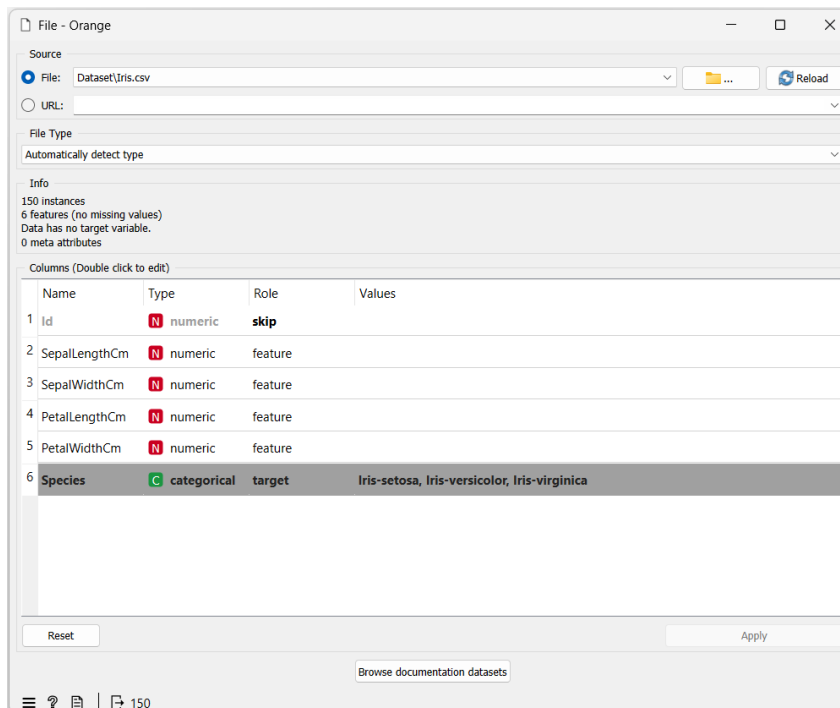 File - Orange
Source
File: Dataset\Iris.csv ... Reload
URL:
File Type
Automatically detect type
Info
150 instances
6 features (no missing values)
Data has no target variable.
0 meta attributes
Columns (Double click to edit)
Name Type Role Values
1 Id N numeric skip
2 SepalLengthCm N numeric feature
3 SepalWidthCm N numeric feature
4 PetalLengthCm N numeric feature
5 PetalWidthCm N numeric feature
6 Species C categorical target Iris-setosa, Iris-versicolor, Iris-virginica
Reset Apply
Browse documentation datasets
? 150